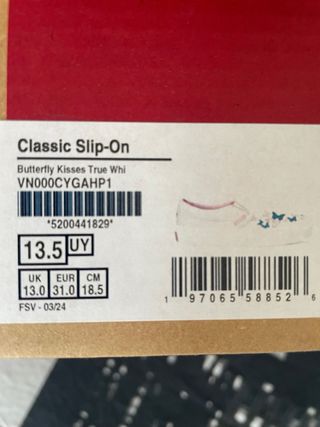 Classic Slip-On
Butterfly Kisses True Whi
VN000CYGAHP1
*5200441829*
13.5 UY
UK EUR CM
13.0 31.0 18.5
FSV - 03/24
1 97065 58852 6